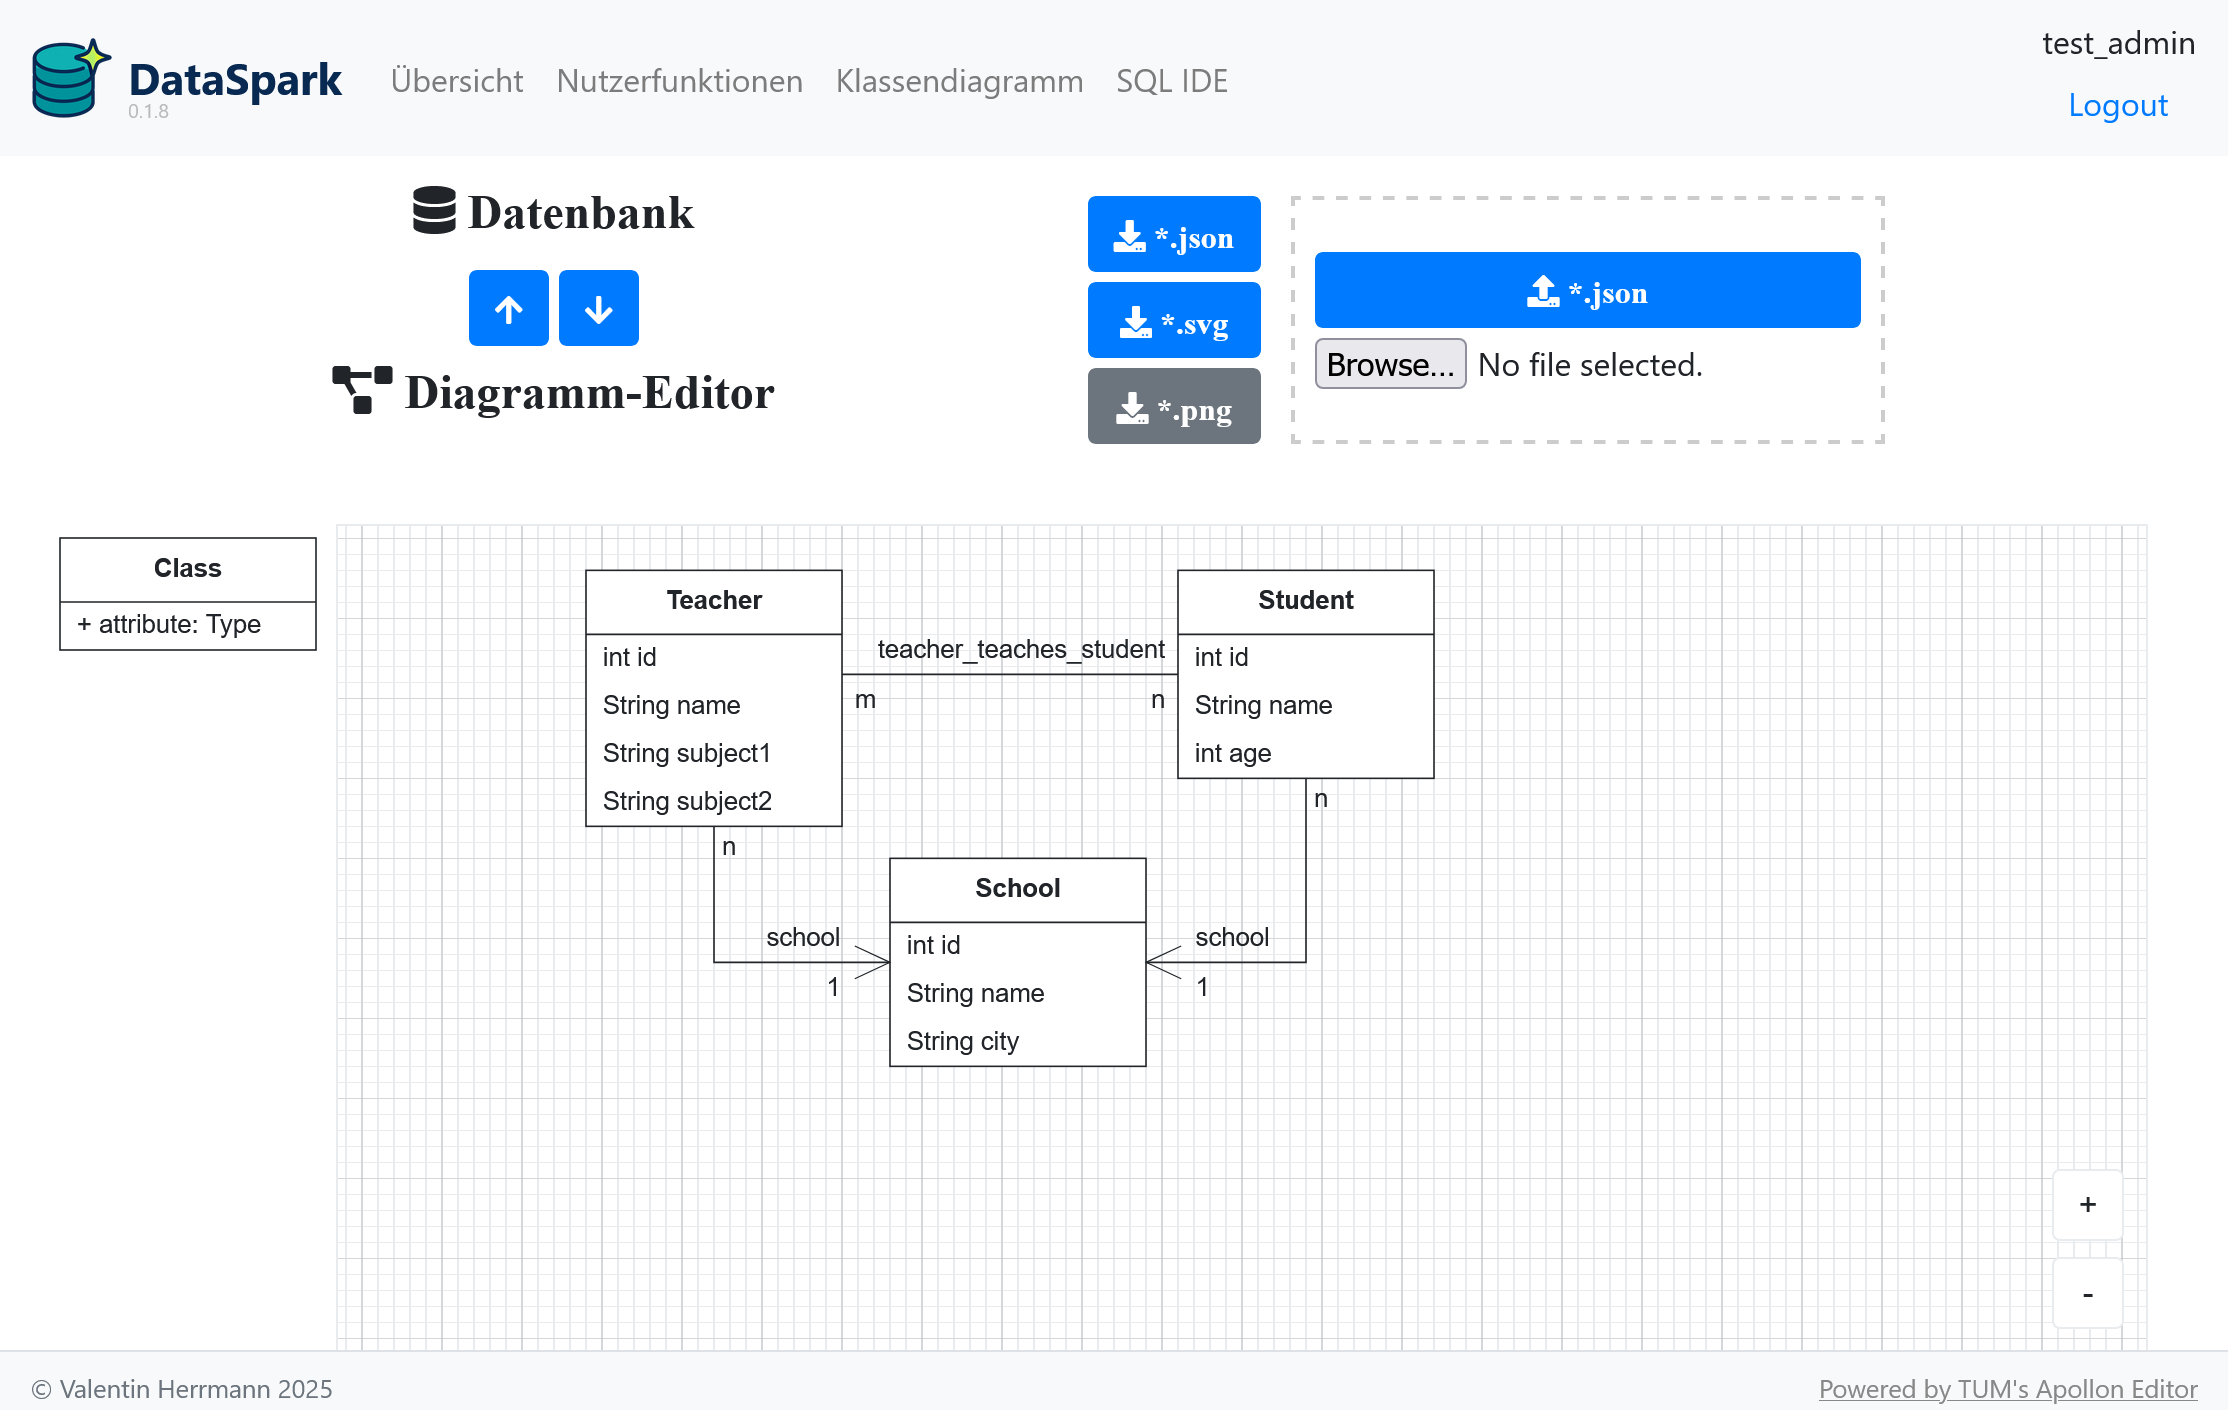 DataSpark
0.1.8
Übersicht
Nutzerfunktionen
Klassendiagramm
SQL IDE
test_admin
Logout
Datenbank
Diagramm-Editor
*.json
*.svg
*.png
*.json
Browse... No file selected.
Class
+ attribute: Type
Teacher
int id
String name
String subject1
String subject2
teacher_teaches_student
m
n
Student
int id
String name
int age
n
n
School
int id
String name
String city
school
1
school
1
+
-
© Valentin Herrmann 2025
Powered by TUM's Apollon Editor